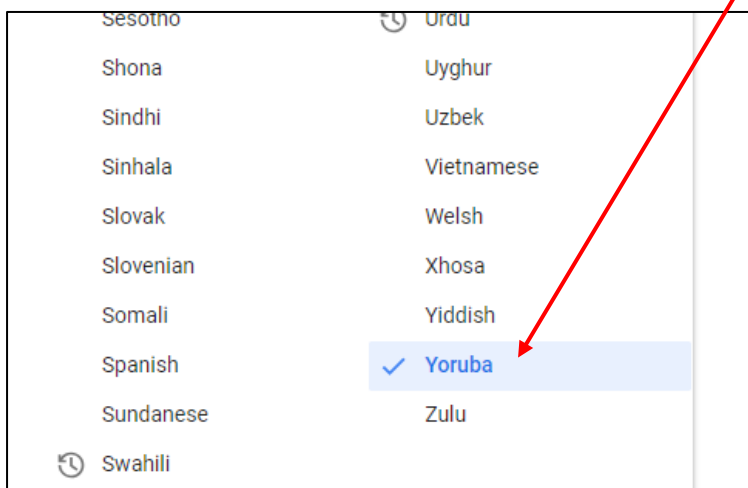 Sesotho
Shona
Sindhi
Sinhala
Slovak
Slovenian
Somali
Spanish
Sundanese
Swahili
Urdu
Uyghur
Uzbek
Vietnamese
Welsh
Xhosa
Yiddish
Yoruba
Zulu